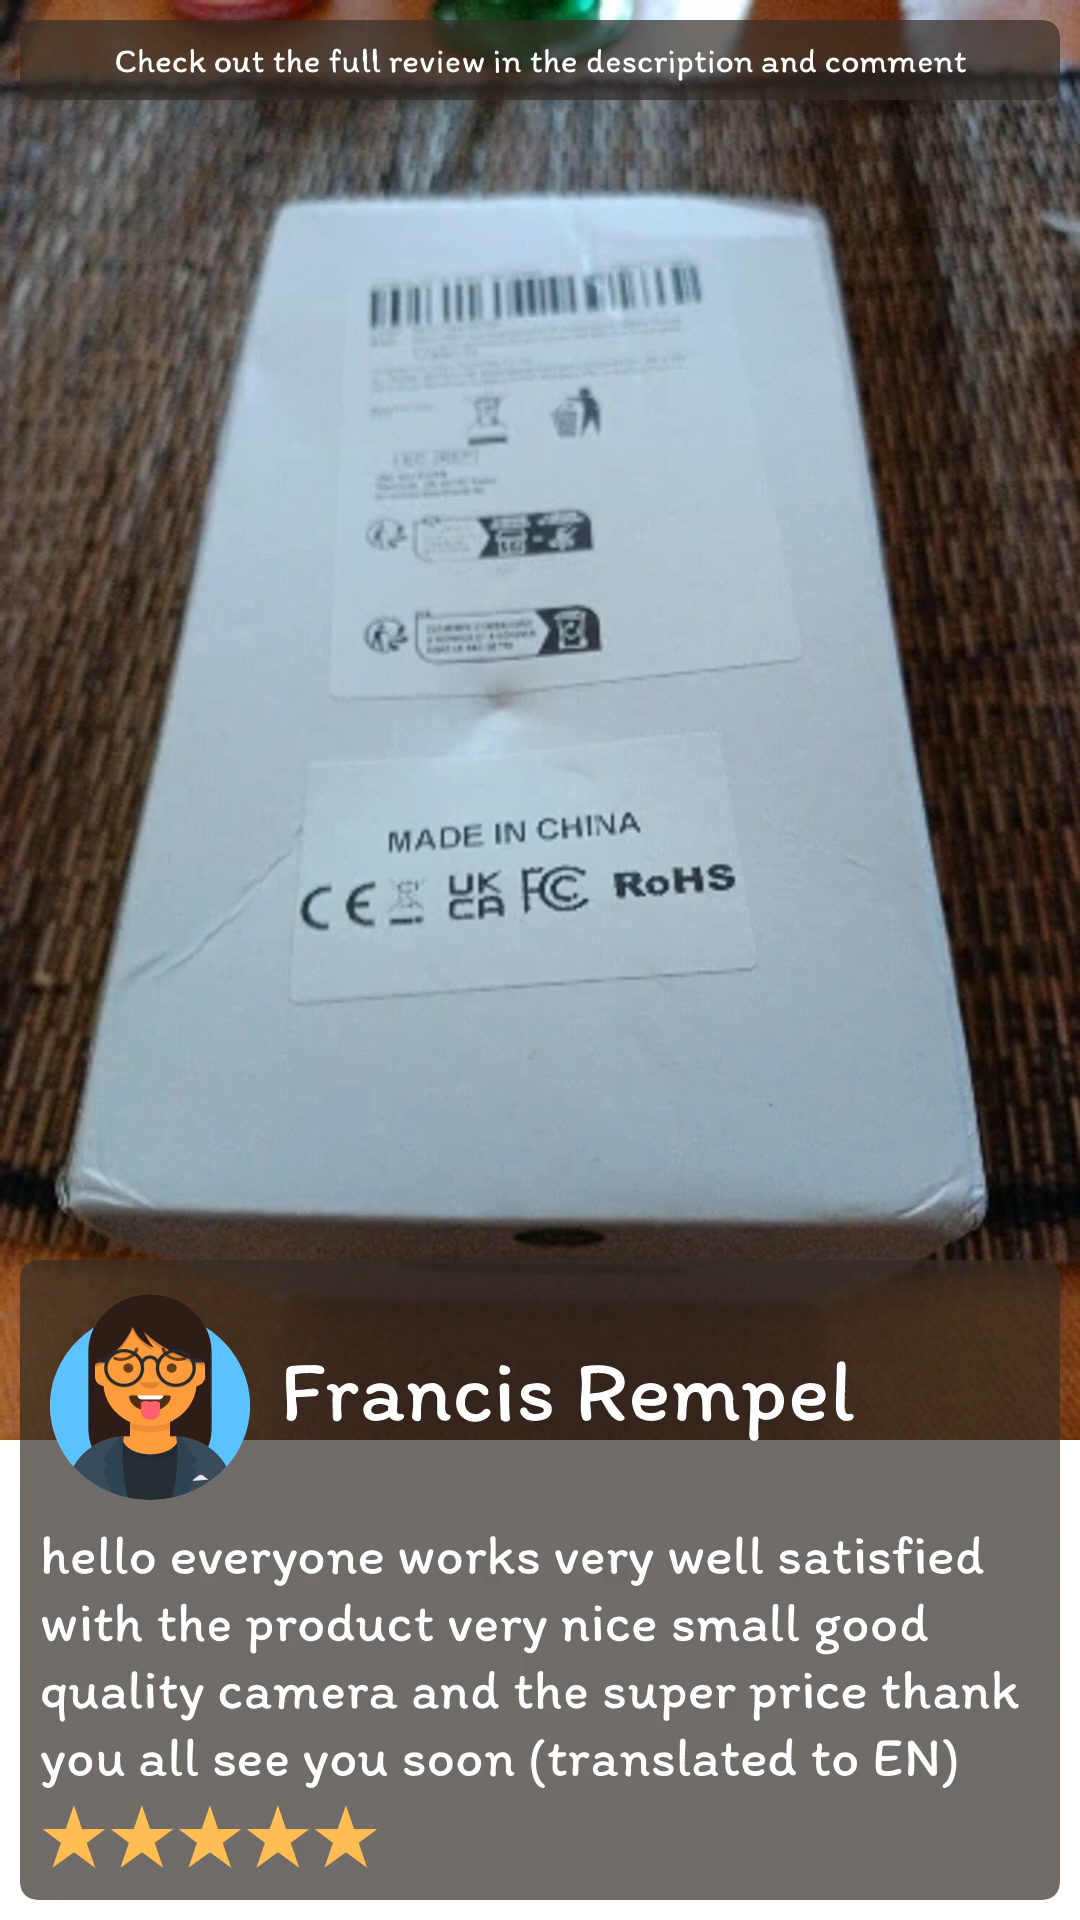 Check out the full review in the description and comment
MADE IN CHINA
CE UK CA FC RoHS
Francis Rempel
hello everyone works very well satisfied
with the product very nice small good
quality camera and the super price thank
you all see you soon (translated to EN)